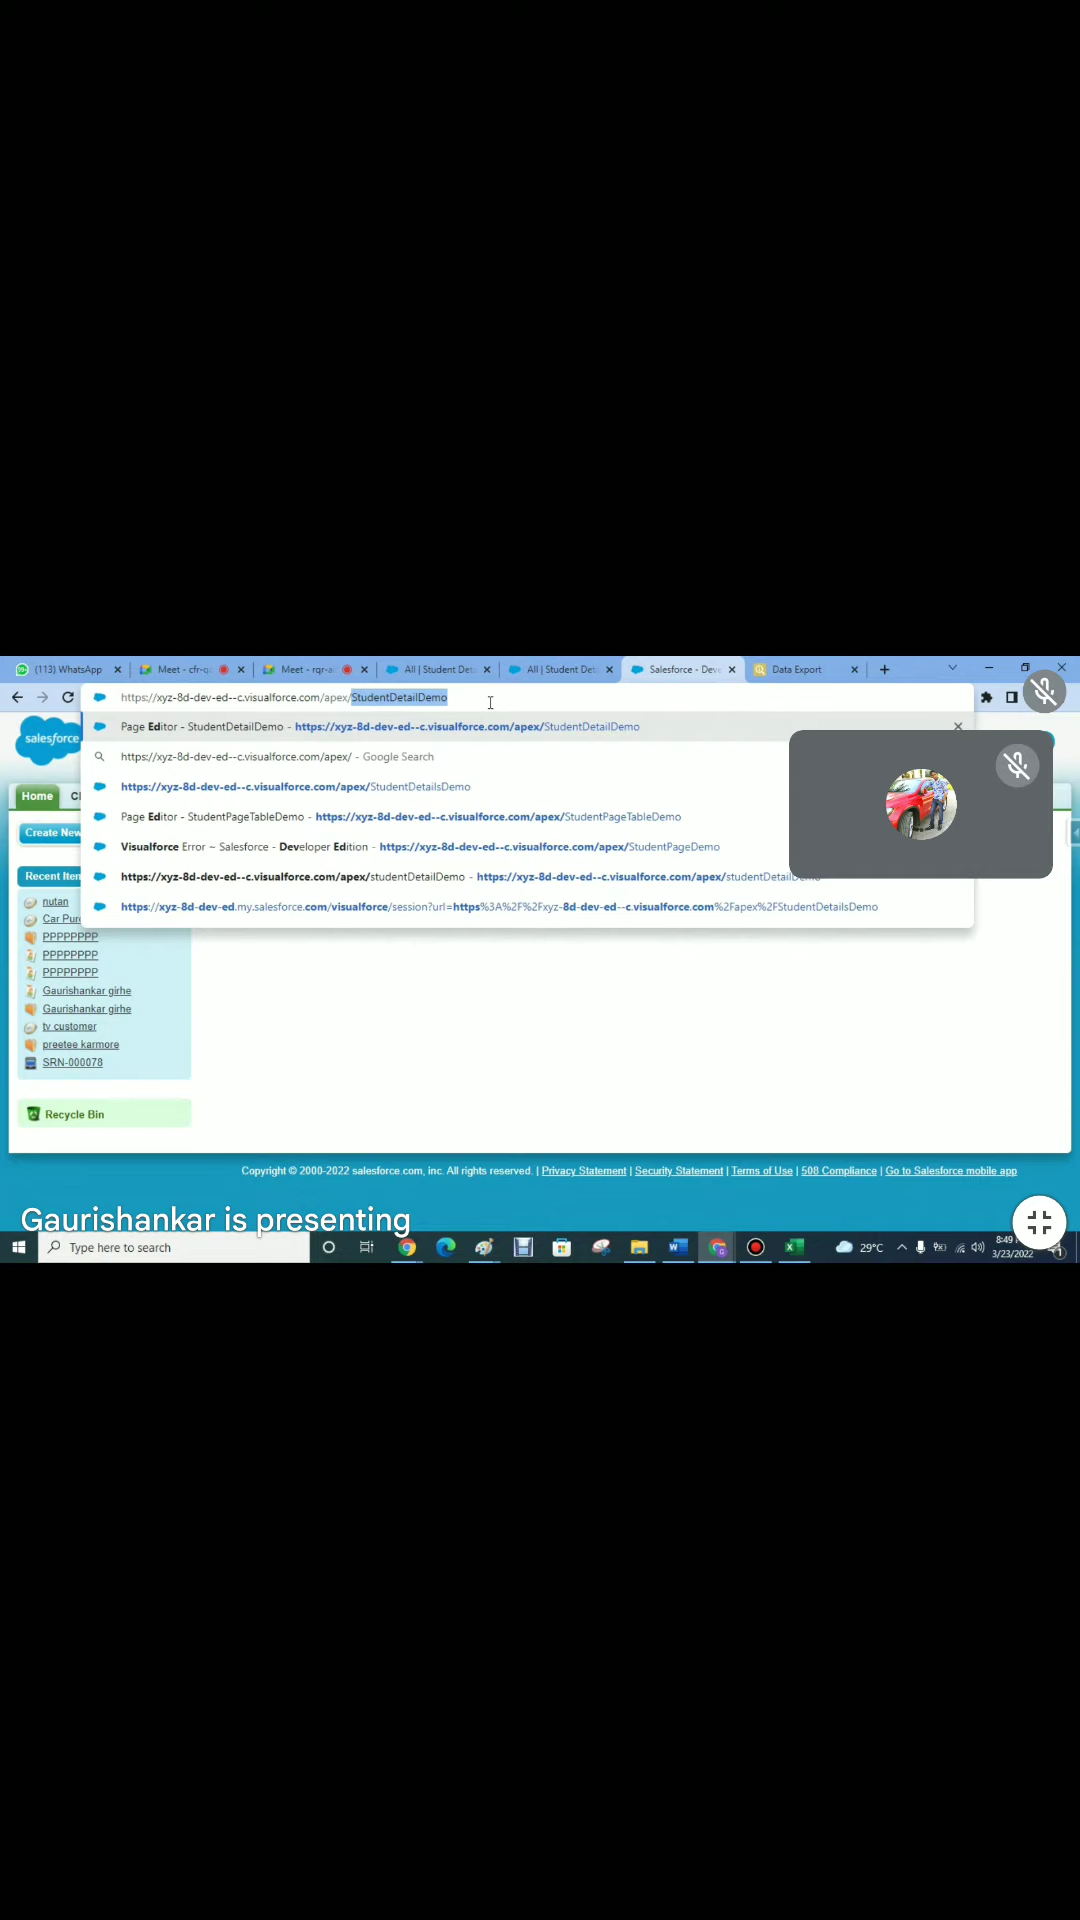 (113) WhatsApp
Meet - cfr-q
Meet - rqr-a
All | Student Det
All | Student Det
Salesforce - Deve
Data Export
https://xyz-8d-dev-ed--c.visualforce.com/apex/StudentDetailDemo
Page Editor - StudentDetailDemo - https://xyz-8d-dev-ed--c.visualforce.com/apex/StudentDetailDemo
https://xyz-8d-dev-ed--c.visualforce.com/apex/ - Google Search
https://xyz-8d-dev-ed--c.visualforce.com/apex/StudentDetailsDemo
Page Editor - StudentPageTableDemo - https://xyz-8d-dev-ed--c.visualforce.com/apex/StudentPageTableDemo
Visualforce Error ~ Salesforce - Developer Edition - https://xyz-8d-dev-ed--c.visualforce.com/apex/StudentPageDemo
https://xyz-8d-dev-ed--c.visualforce.com/apex/studentDetailDemo - https://xyz-8d-dev-ed--c.visualforce.com/apex/studentDetailDemo
https://xyz-8d-dev-ed.my.salesforce.com/visualforce/session?url=https%3A%2F%2Fxyz-8d-dev-ed--c.visualforce.com%2Fapex%2FStudentDetailsDemo
salesforce
Home
Create New
Recent Item
nutan
Car Pur
PPPPPPPP
PPPPPPPP
PPPPPPPP
Gaurishankar girhe
Gaurishankar girhe
tv customer
preetee karmore
SRN-000078
Recycle Bin
Copyright © 2000-2022 salesforce.com, inc. All rights reserved. | Privacy Statement | Security Statement | Terms of Use | 508 Compliance | Go to Salesforce mobile app
Gaurishankar is presenting
Type here to search
29°C
8:49
3/23/2022